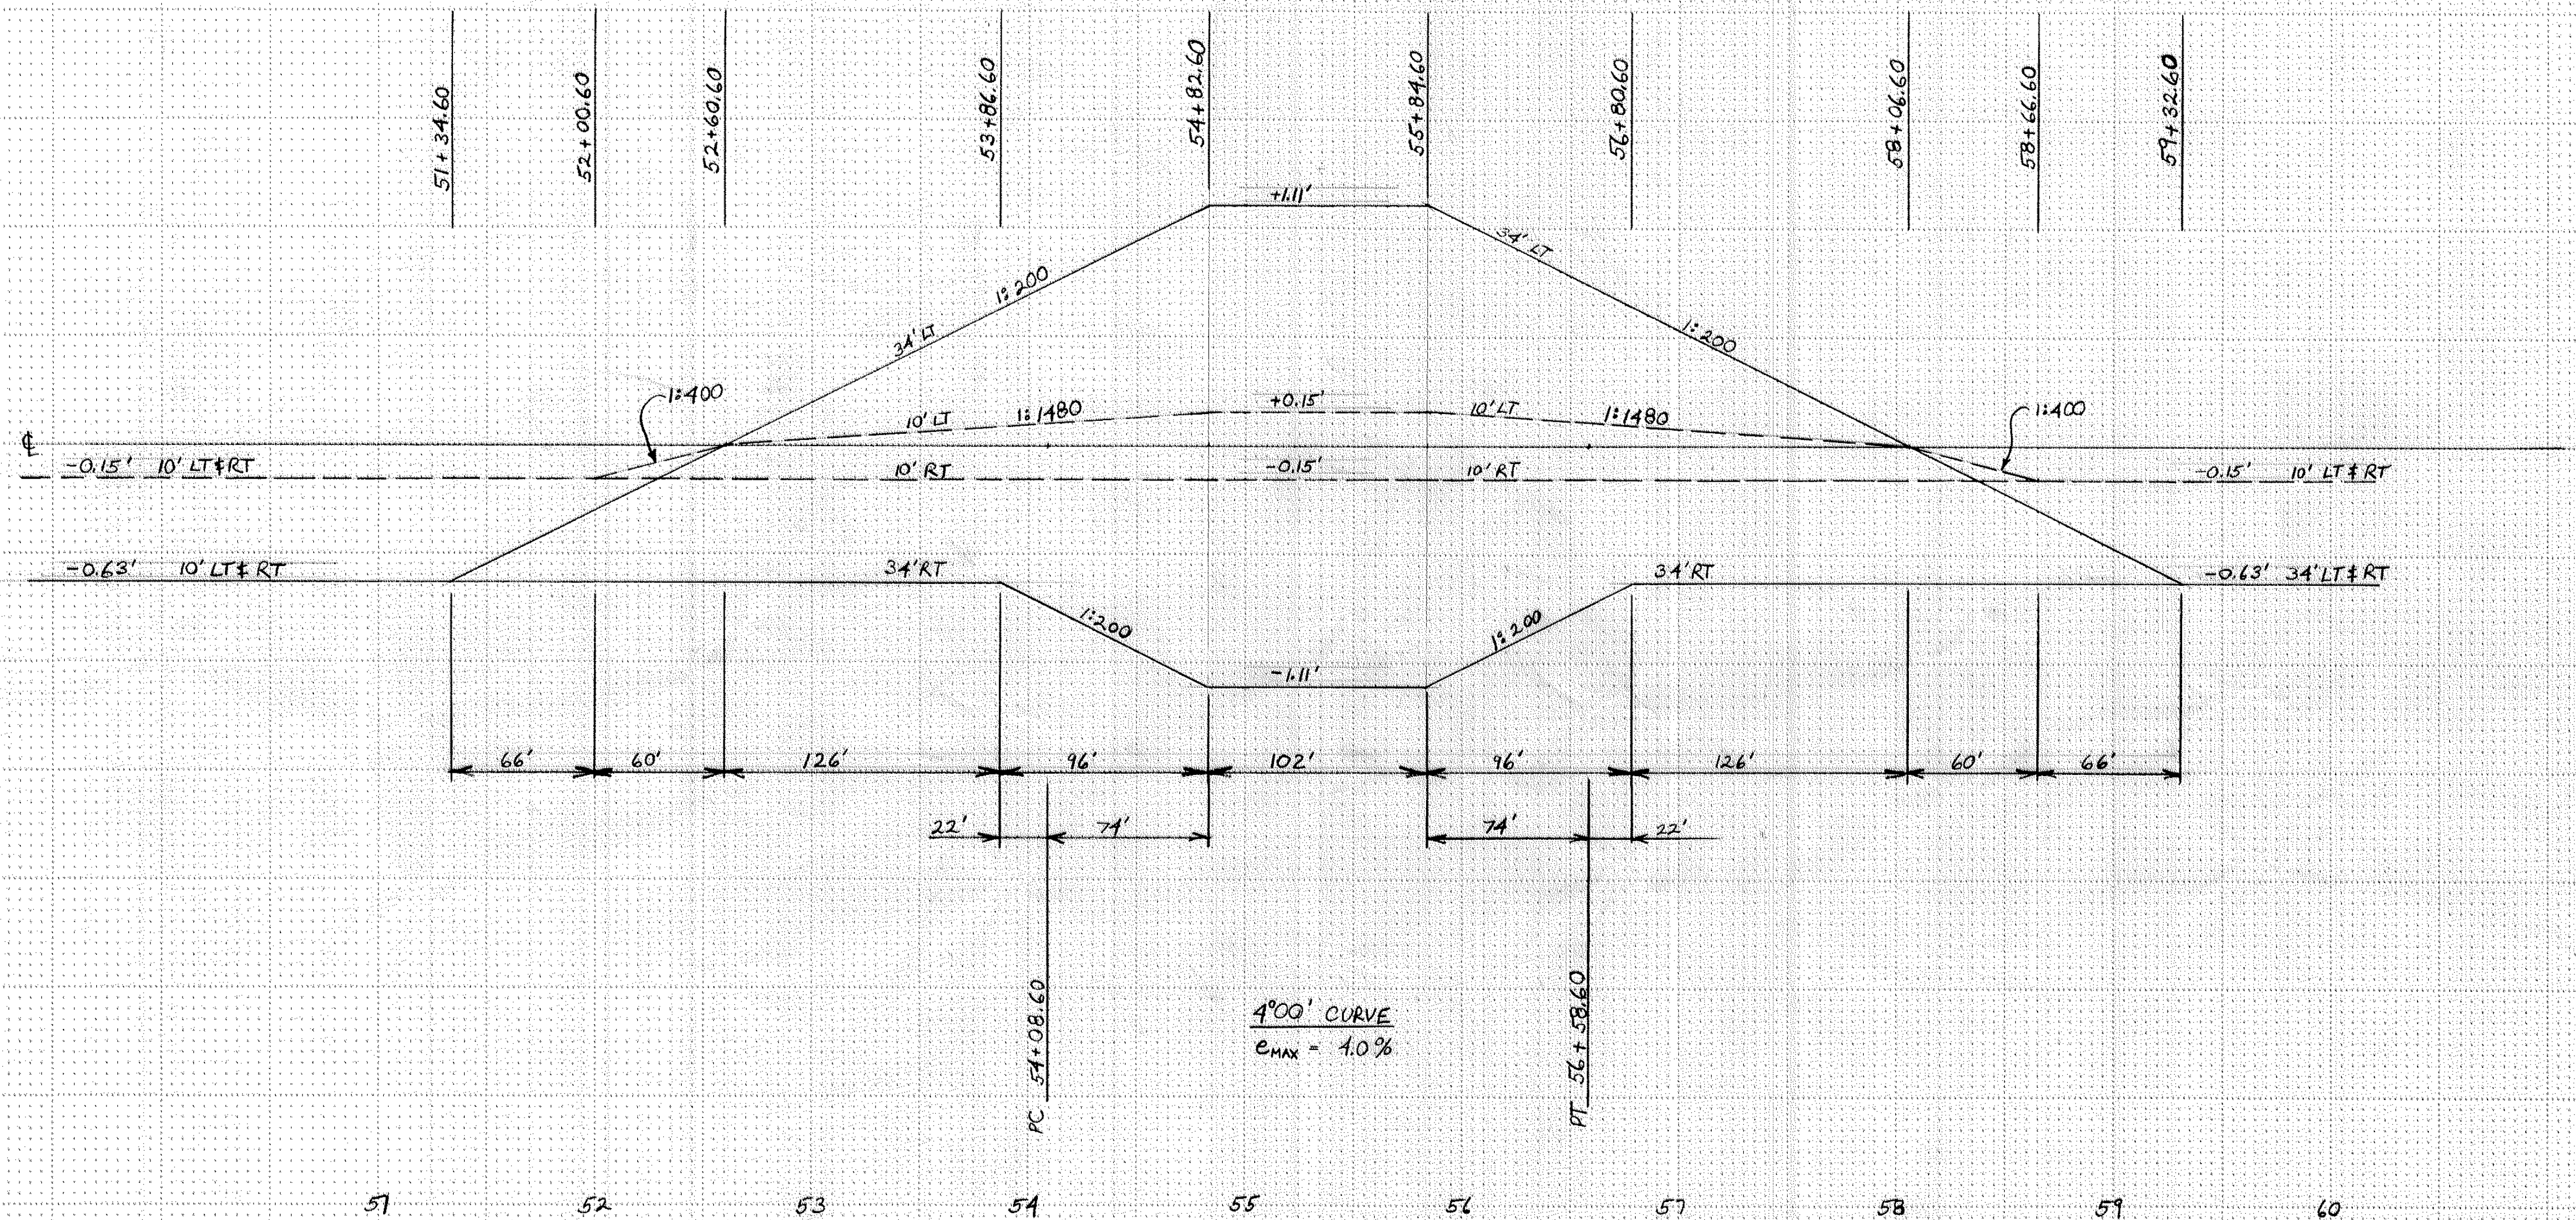 51+34.60
52+00.60
52+60.60
53+86.60
54+82.60
55+84.60
56+80.60
58+06.60
58+66.60
59+32.60
+1.11'
34' LT
1:200
34' LT
1:200
1:400
10' LT
1:1480
+0.15'
10' LT
1:1480
1:400
℄
-0.15' 10' LT & RT
10' RT
-0.15'
10' RT
-0.15' 10' LT & RT
-0.63' 10' LT & RT
34' RT
34' RT
-0.63' 34' LT & RT
1:200
1:200
-1.11'
66'
60'
126'
96'
102'
96'
126'
60'
66'
22'
74'
74'
22'
PC 54+08.60
PT 56+58.60
4°00' CURVE
eMAX = 4.0%
51 52 53 54 55 56 57 58 59 60